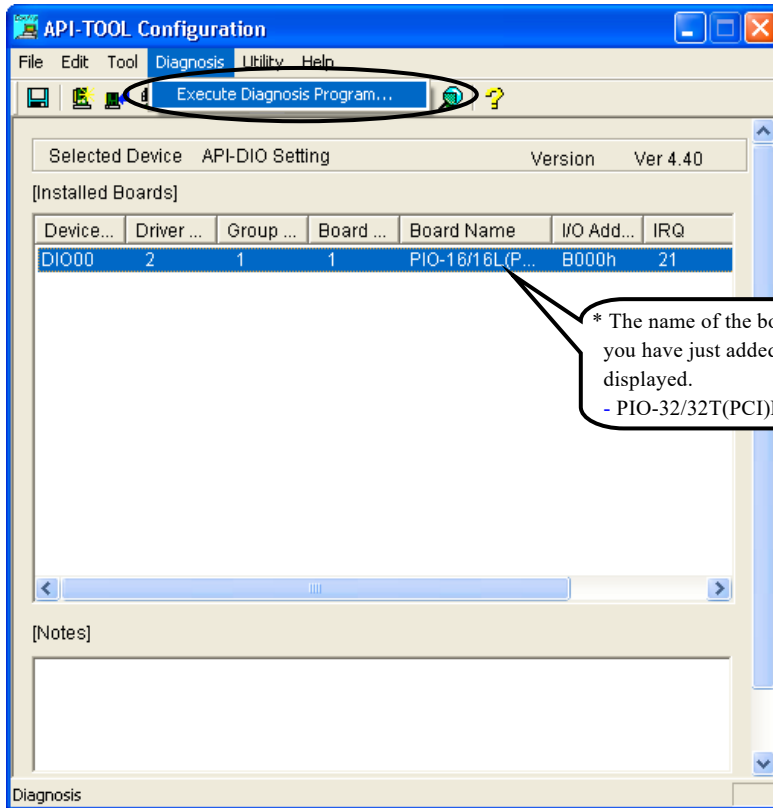 API-TOOL Configuration
File Edit Tool Diagnosis Utility Help
Execute Diagnosis Program...
Selected Device API-DIO Setting Version Ver 4.40
[Installed Boards]
Device... Driver ... Group ... Board ... Board Name I/O Add... IRQ
DIO00 2 1 1 PIO-16/16L(P... B000h 21
* The name of the
you have just
displayed.
- PIO-32/32T(PCI)
[Notes]
Diagnosis